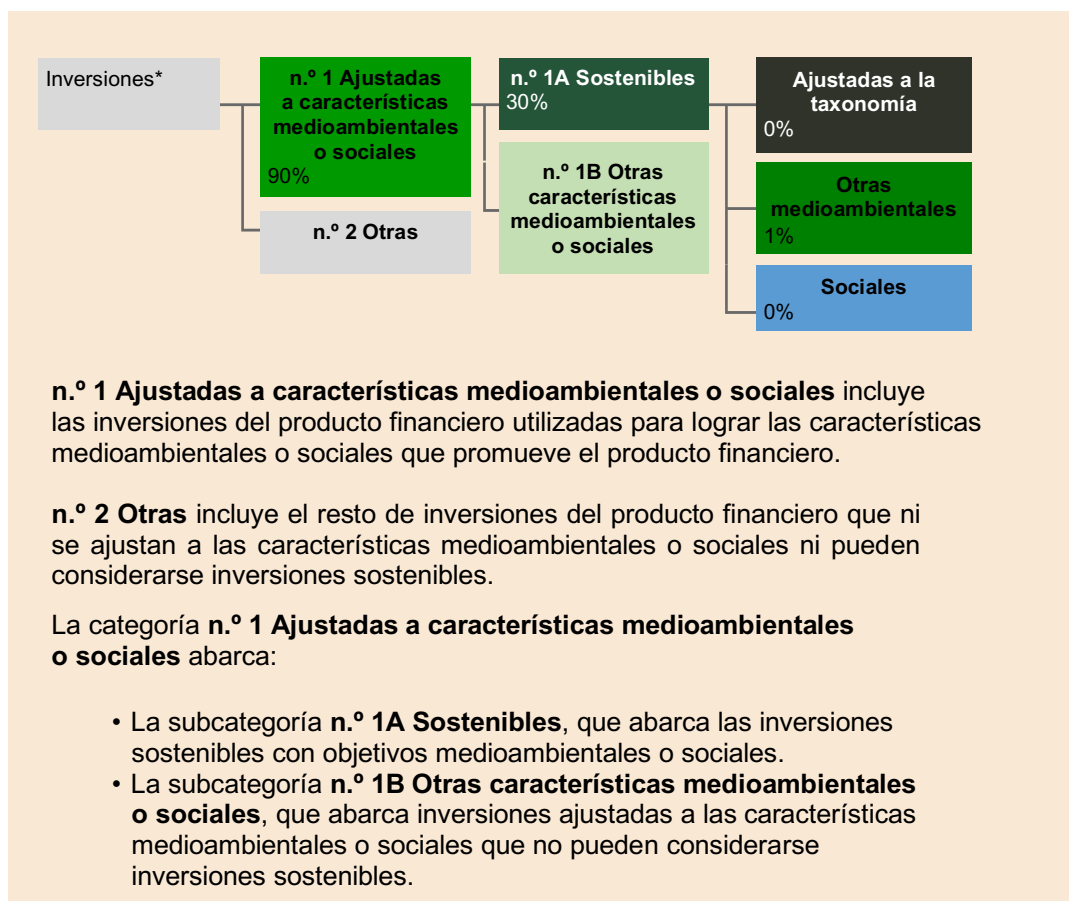 Inversiones*
n.º 1 Ajustadas
a características
medioambientales
o sociales
90%
n.º 2 Otras
n.º 1A Sostenibles
30%
n.º 1B Otras
características
medioambientales
o sociales
Ajustadas a la
taxonomía
0%
Otras
medioambientales
1%
Sociales
0%
n.º 1 Ajustadas a características medioambientales o sociales incluye
las inversiones del producto financiero utilizadas para lograr las características
medioambientales o sociales que promueve el producto financiero.
n.º 2 Otras incluye el resto de inversiones del producto financiero que ni
se ajustan a las características medioambientales o sociales ni pueden
considerarse inversiones sostenibles.
La categoría n.º 1 Ajustadas a características medioambientales
o sociales abarca:
• La subcategoría n.º 1A Sostenibles, que abarca las inversiones
sostenibles con objetivos medioambientales o sociales.
• La subcategoría n.º 1B Otras características medioambientales
o sociales, que abarca inversiones ajustadas a las características
medioambientales o sociales que no pueden considerarse
inversiones sostenibles.